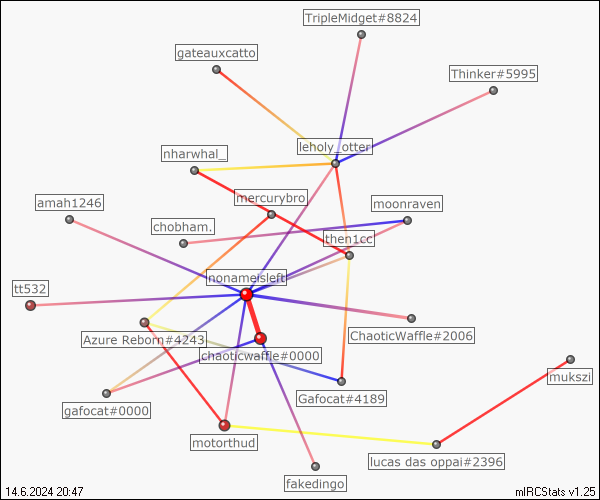 TripleMidget#8824
gateauxcatto
Thinker#5995
leholy_otter
nharwhal_
mercurybro
amah1246
moonraven
chobham.
then1cc
nonameisleft
tt532
ChaoticWaffle#2006
Azure Reborn#4243
chaoticwaffle#0000
mukszi
Gafocat#4189
gafocat#0000
motorthud
lucas das oppai#2396
fakedingo
14.6.2024 20:47
mIRCStats v1.25